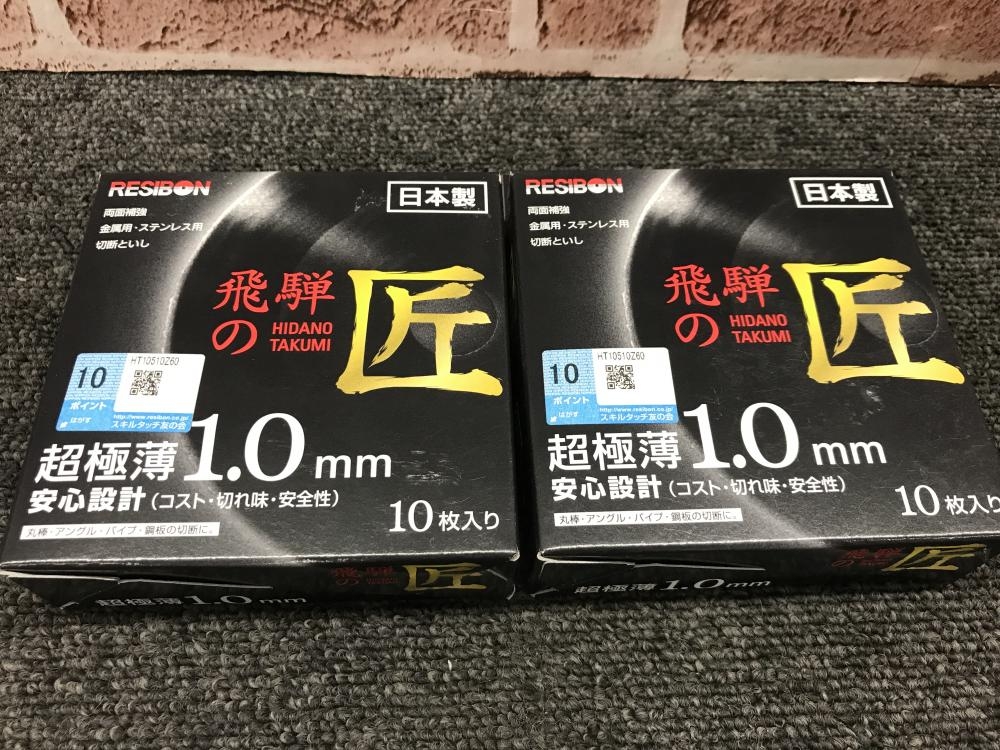 RESIBON
日本製
両面補強
金属用・ステンレス用
切断といし
飛騨の
HIDANO
TAKUMI
匠
10
ポイント
HT10510Z60
はがす
http://www.resibon.co.jp/
スキルタッチ友の会
超極薄1.0mm
安心設計(コスト・切れ味・安全性)
10枚入り
丸棒・アングル・パイプ・鋼板の切断に。
飛騨の
HIDANO
TAKUMI
匠
超極薄1.0mm
RESIBON
日本製
両面補強
金属用・ステンレス用
切断といし
飛騨の
HIDANO
TAKUMI
匠
10
ポイント
HT10510Z60
はがす
http://www.resibon.co.jp/
スキルタッチ友の会
超極薄1.0mm
安心設計(コスト・切れ味・安全性)
10枚入り
丸棒・アングル・パイプ・鋼板の切断に。
飛騨の
HIDANO
TAKUMI
匠
超極薄1.0mm